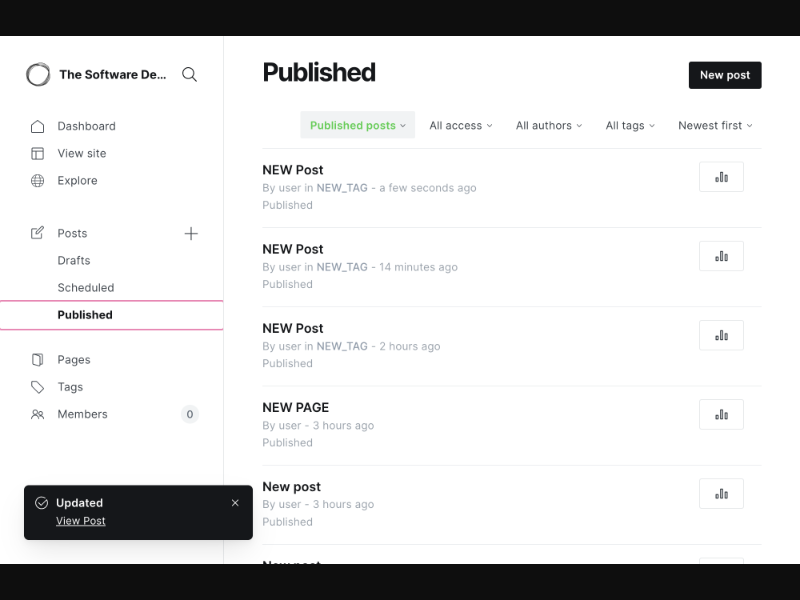 The Software De...
Dashboard
View site
Explore
Posts
Drafts
Scheduled
Published
Pages
Tags
Members
0
Updated
View Post
Published
New post
Published posts
All access
All authors
All tags
Newest first
NEW Post
By user in NEW_TAG - a few seconds ago
Published
NEW Post
By user in NEW_TAG - 14 minutes ago
Published
NEW Post
By user in NEW_TAG - 2 hours ago
Published
NEW PAGE
By user - 3 hours ago
Published
New post
By user - 3 hours ago
Published
New post